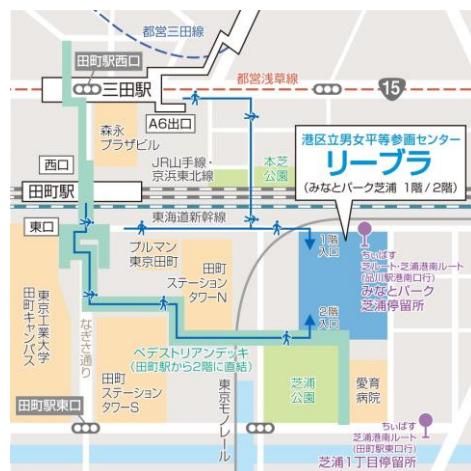 都営三田線
田町駅西口
三田駅
都営浅草線
15
A6出口
森永
プラザビル
港区立男女平等参画センター
リーブラ
(みなとパーク芝浦 1階/2階)
西口
JR山手線・
京浜東北線
本芝
公園
田町駅
東海道新幹線
東口
1階
入口
ちぃばす
芝ルート・芝浦港南ルート
(品川駅港南口行)
みなとパーク
芝浦停留所
プルマン
東京田町
田町
ステーション
タワーN
東京工業大学
田町キャンパス
なぎさ通り
2階
入口
ペデストリアンデッキ
(田町駅から2階に直結)
田町
ステーション
タワーS
東京モノレール
芝浦
公園
愛育
病院
田町駅東口
ちぃばす
芝浦港南ルート
(田町駅東口行)
芝浦1丁目停留所